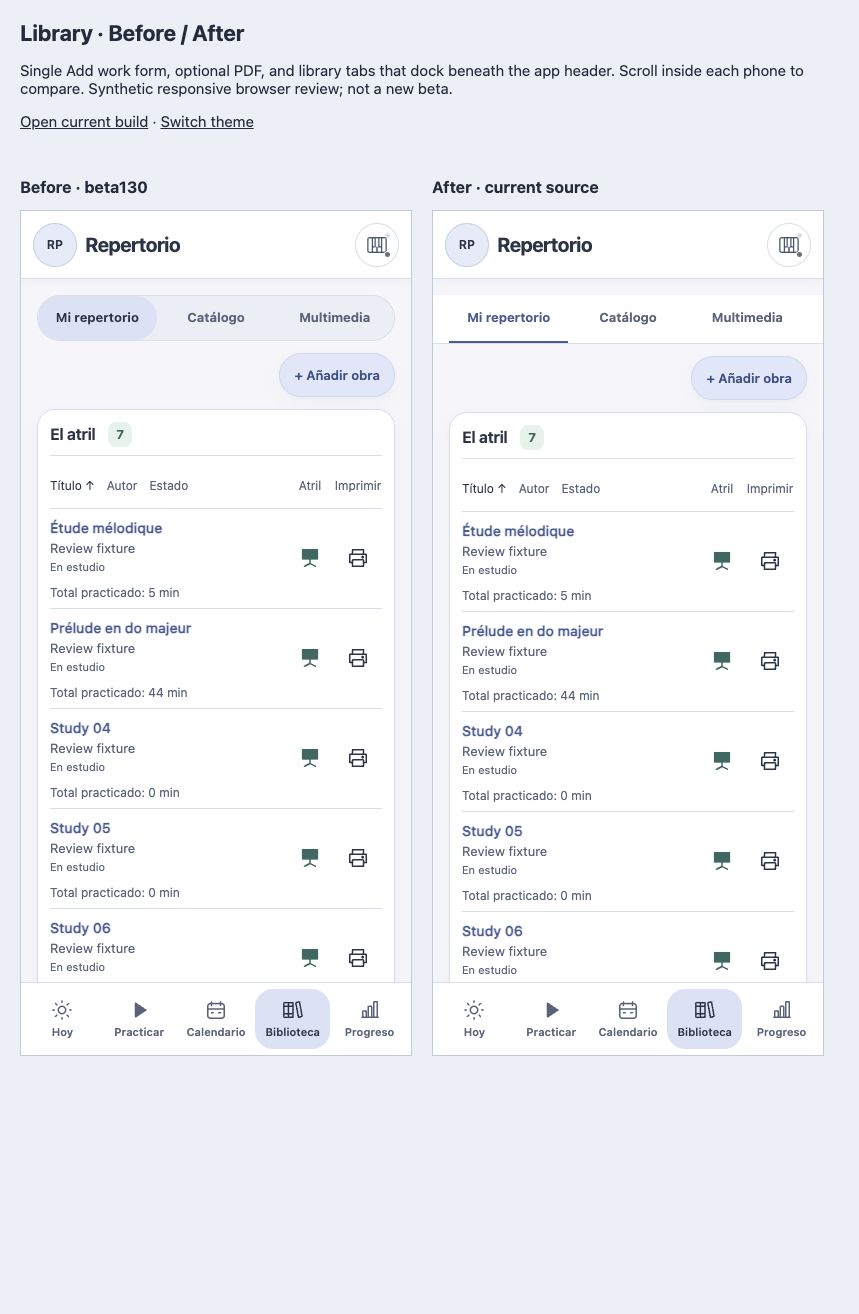 Library · Before / After
Single Add work form, optional PDF, and library tabs that dock beneath the app header. Scroll inside each phone to
compare. Synthetic responsive browser review; not a new beta.
Open current build · Switch theme
Before · beta130
RP Repertorio
Mi repertorio Catálogo Multimedia
+ Añadir obra
El atril 7
Título ↑ Autor Estado Atril Imprimir
Étude mélodique
Review fixture
En estudio
Total practicado: 5 min
Prélude en do majeur
Review fixture
En estudio
Total practicado: 44 min
Study 04
Review fixture
En estudio
Total practicado: 0 min
Study 05
Review fixture
En estudio
Total practicado: 0 min
Study 06
Review fixture
En estudio
Hoy Practicar Calendario Biblioteca Progreso
After · current source
RP Repertorio
Mi repertorio Catálogo Multimedia
+ Añadir obra
El atril 7
Título ↑ Autor Estado Atril Imprimir
Étude mélodique
Review fixture
En estudio
Total practicado: 5 min
Prélude en do majeur
Review fixture
En estudio
Total practicado: 44 min
Study 04
Review fixture
En estudio
Total practicado: 0 min
Study 05
Review fixture
En estudio
Total practicado: 0 min
Study 06
Review fixture
En estudio
Hoy Practicar Calendario Biblioteca Progreso